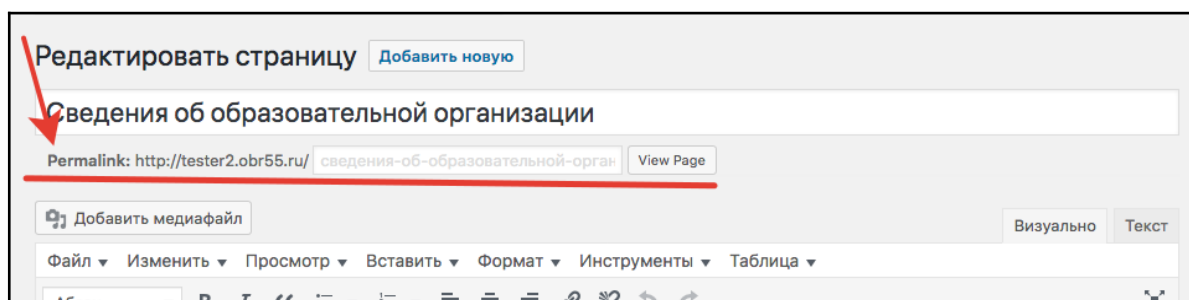 Редактировать страницу Добавить новую
Сведения об образовательной организации
Permalink: http://tester2.obr55.ru/ сведения-об-образовательной-орган View Page
Добавить медиафайл
Визуально Текст
Файл Изменить Просмотр Вставить Формат Инструменты Таблица